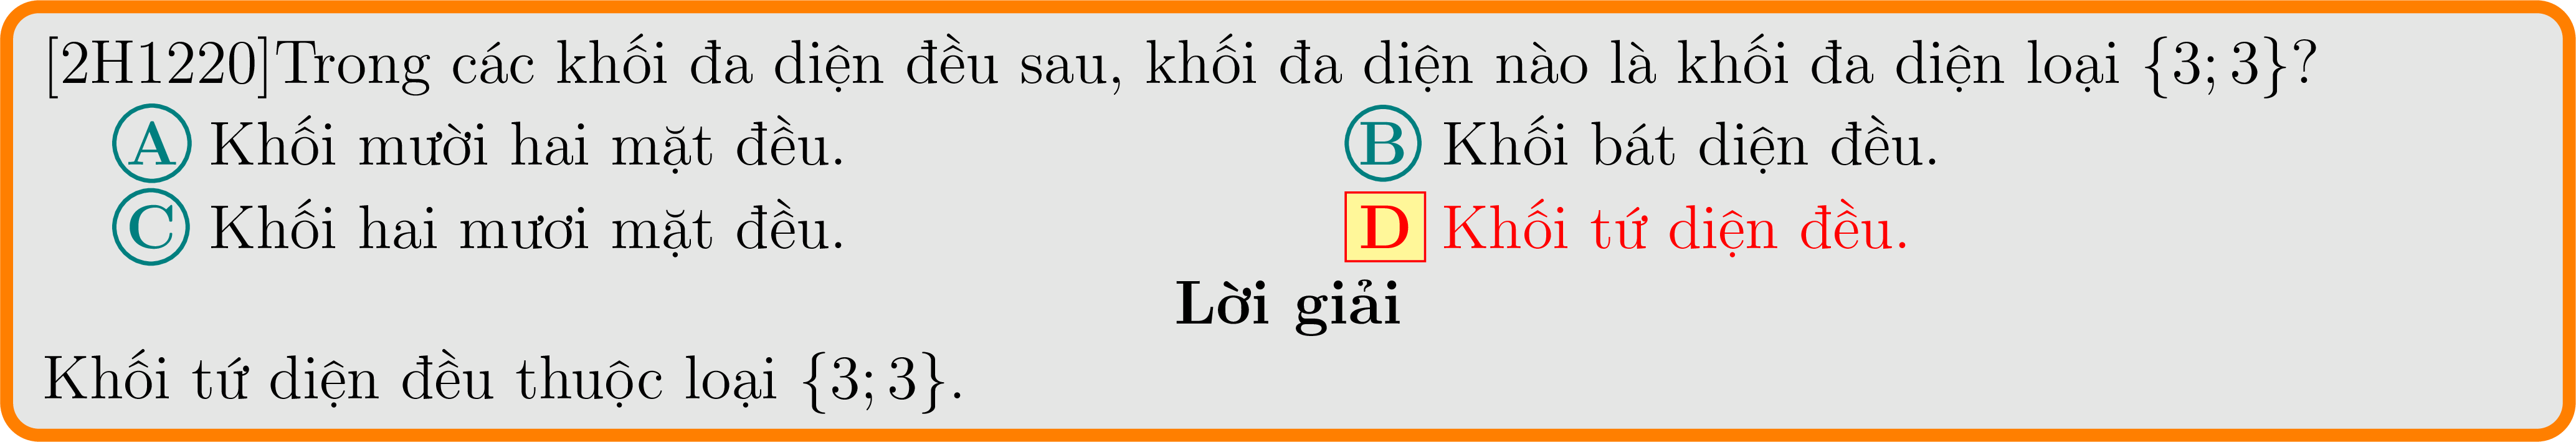 [2H1220]Trong các khối đa diện đều sau, khối đa diện nào là khối đa diện loại {3; 3}?
A Khối mười hai mặt đều. B Khối bát diện đều.
C Khối hai mươi mặt đều. D Khối tứ diện đều.
Lời giải
Khối tứ diện đều thuộc loại {3; 3}.